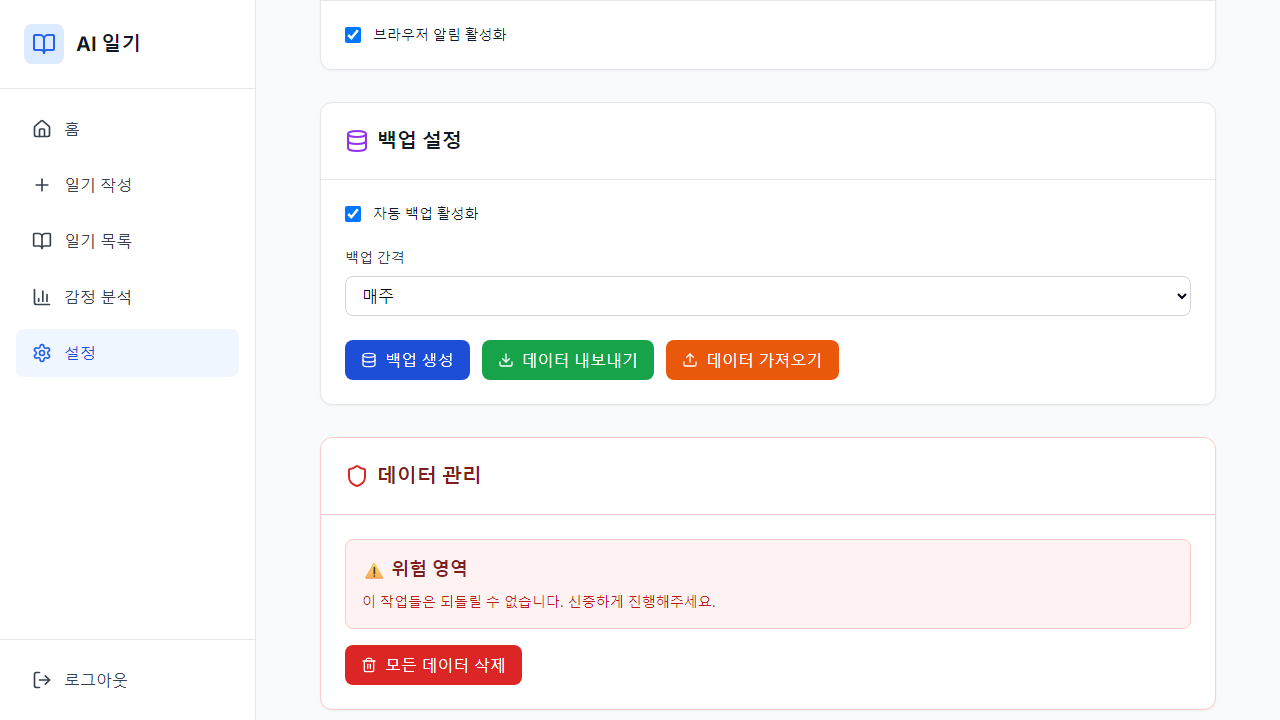 AI 일기
홈
일기 작성
일기 목록
감정 분석
설정
로그아웃
브라우저 알림 활성화
백업 설정
자동 백업 활성화
백업 간격
매주
백업 생성
데이터 내보내기
데이터 가져오기
데이터 관리
⚠️ 위험 영역
이 작업들은 되돌릴 수 없습니다. 신중하게 진행해주세요.
모든 데이터 삭제